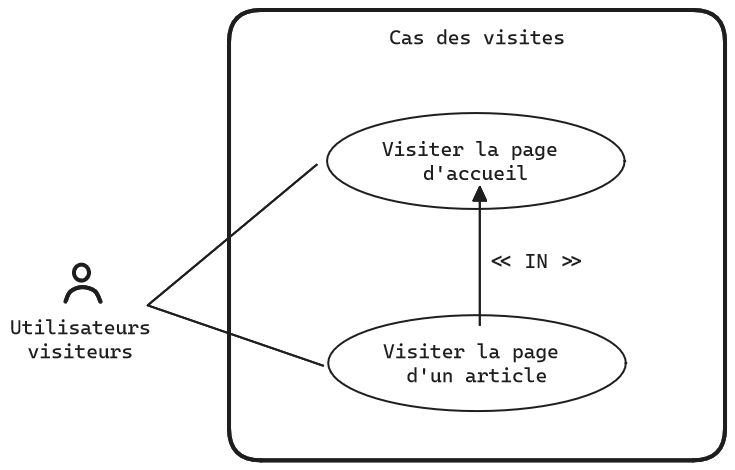 Cas des visites
Visiter la page
d'accueil
<< IN >>
Utilisateurs
visiteurs
Visiter la page
d'un article